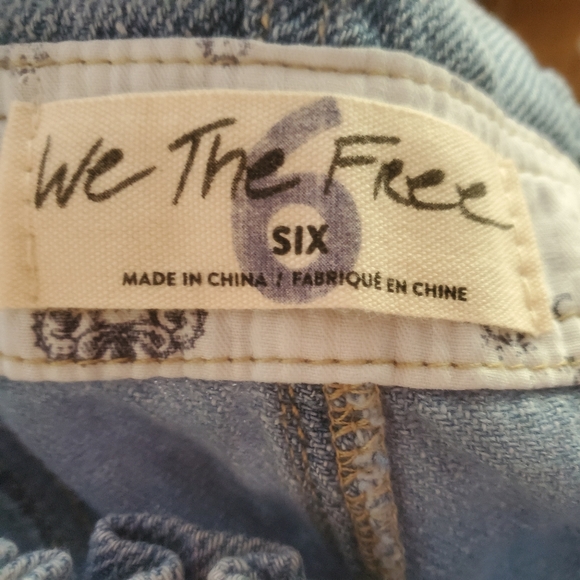 We The Free
6
SIX
MADE IN CHINA / FABRIQUÉ EN CHINE